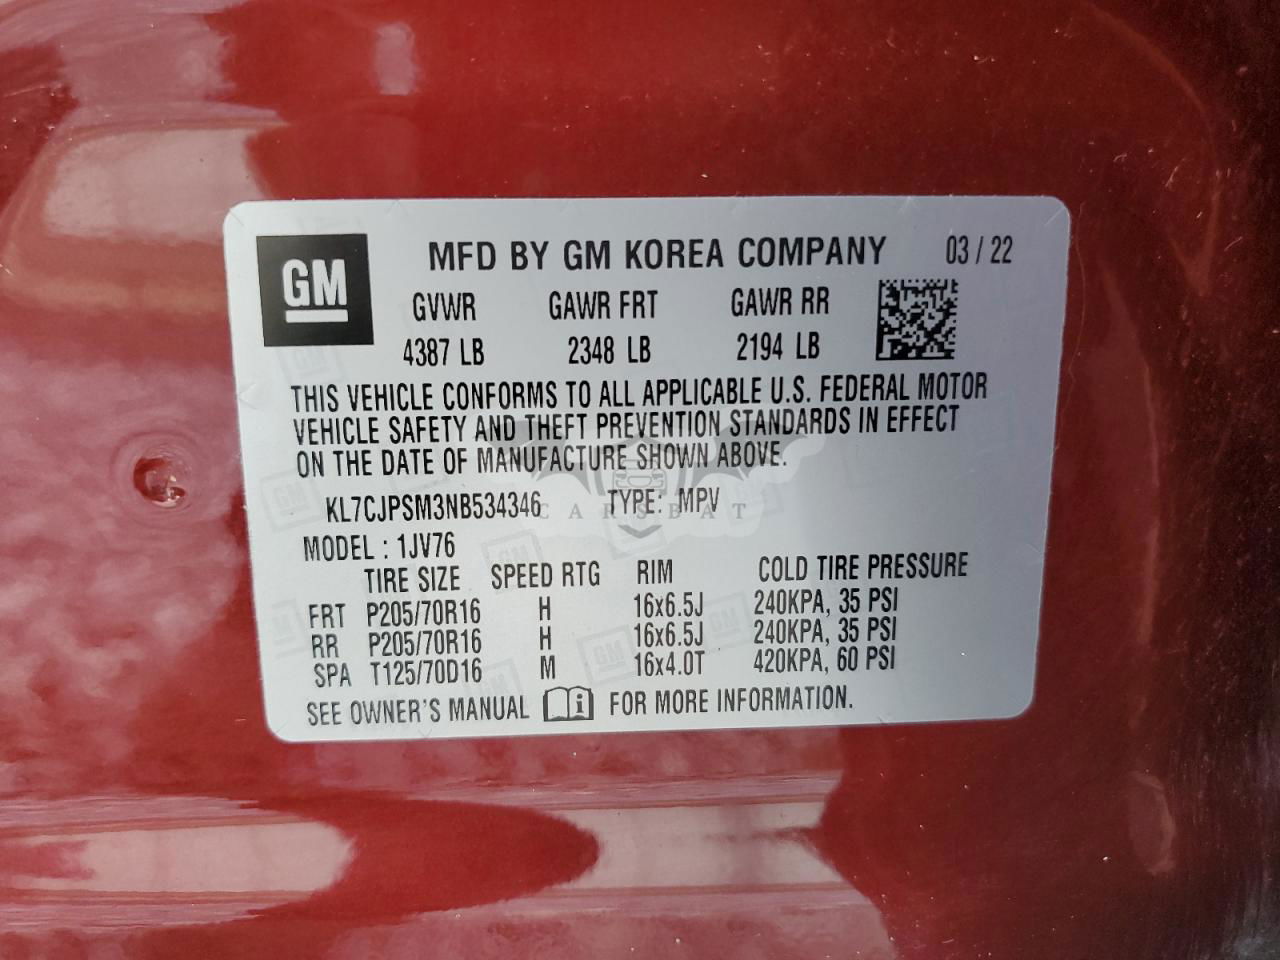 GM MFD BY GM KOREA COMPANY 03 / 22
GVWR GAWR FRT GAWR RR
4387 LB 2348 LB 2194 LB
THIS VEHICLE CONFORMS TO ALL APPLICABLE U.S. FEDERAL MOTOR
VEHICLE SAFETY AND THEFT PREVENTION STANDARDS IN EFFECT
ON THE DATE OF MANUFACTURE SHOWN ABOVE.
KL7CJPSM3NB534346 TYPE: MPV
CARSBAT
MODEL : 1JV76
TIRE SIZE SPEED RTG RIM COLD TIRE PRESSURE
FRT P205/70R16 H 16x6.5J 240KPA, 35 PSI
RR P205/70R16 H 16x6.5J 240KPA, 35 PSI
SPA T125/70D16 M 16x4.0T 420KPA, 60 PSI
SEE OWNER'S MANUAL i FOR MORE INFORMATION.